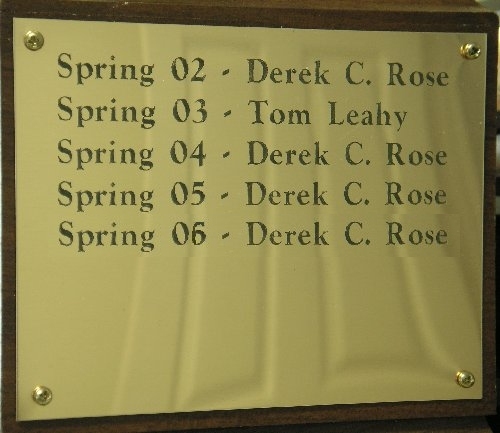 Spring 02 - Derek C. Rose
Spring 03 - Tom Leahy
Spring 04 - Derek C. Rose
Spring 05 - Derek C. Rose
Spring 06 - Derek C. Rose